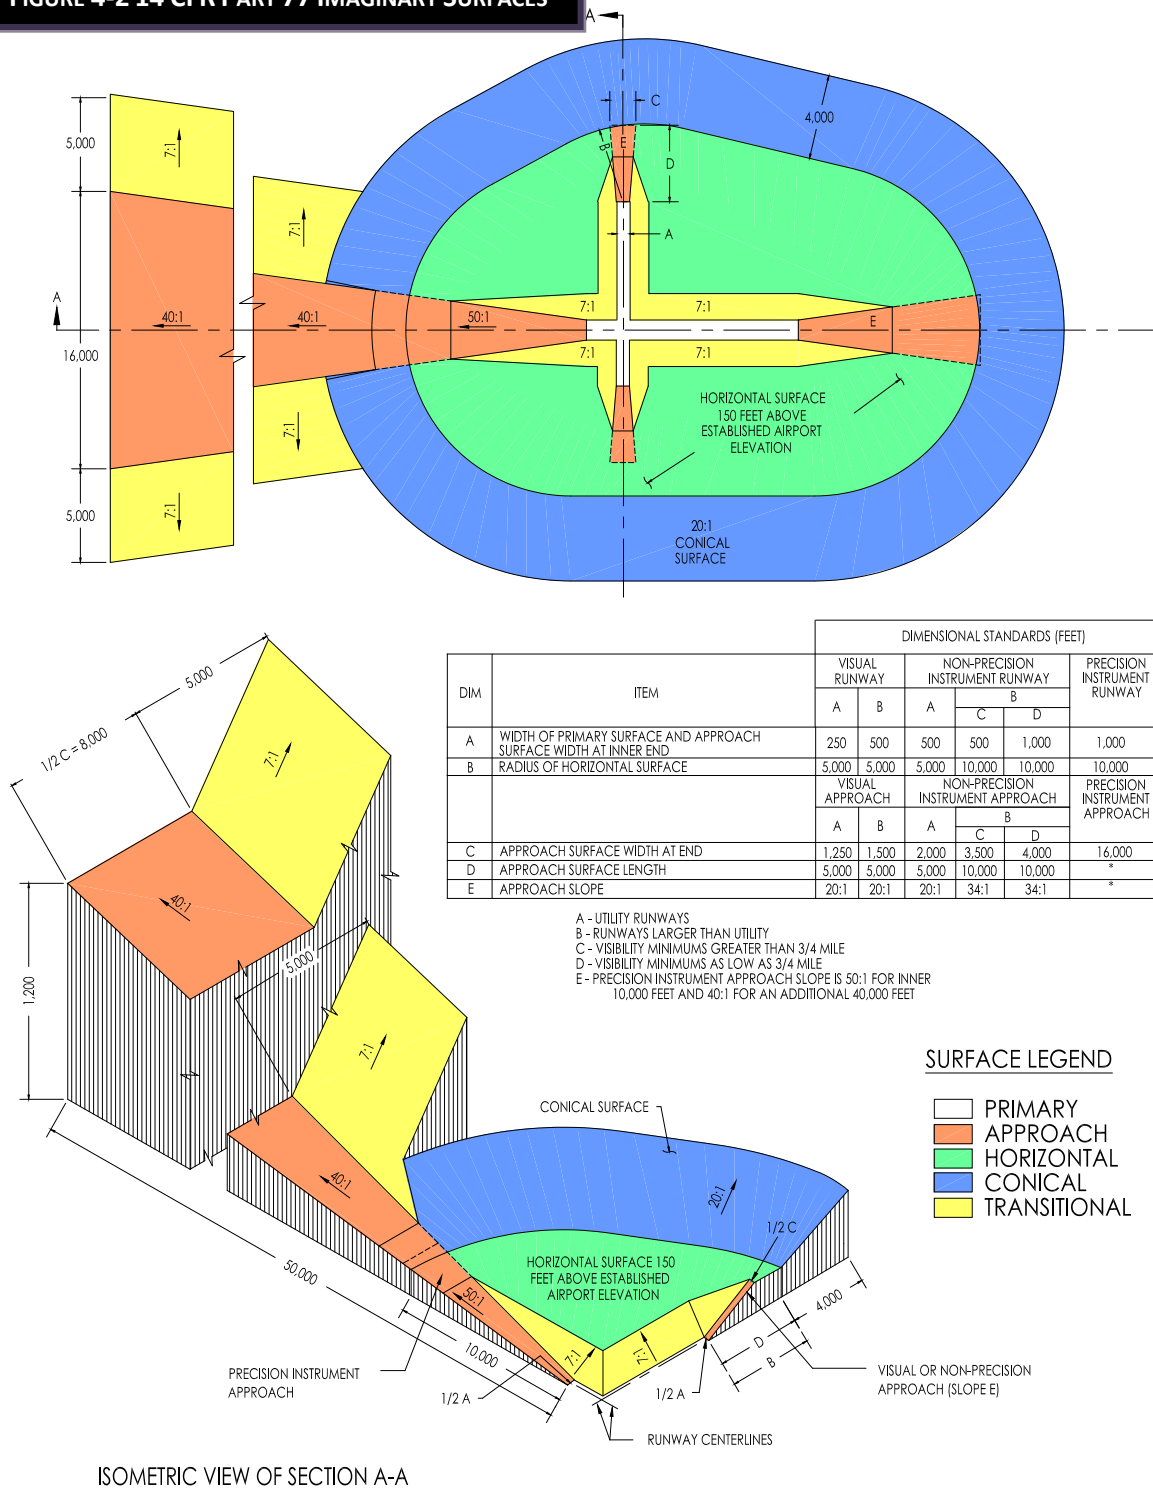 FIGURE 4-2 14 CFR PART 77 IMAGINARY SURFACES
A
C
4,000
5,000
7:1
B
E
D
7:1
A
A
7:1
7:1
40:1
40:1
50:1
E
16,000
7:1
7:1
HORIZONTAL SURFACE
150 FEET ABOVE
ESTABLISHED AIRPORT
ELEVATION
7:1
5,000
7:1
20:1
CONICAL
SURFACE
DIMENSIONAL STANDARDS (FEET)
DIM ITEM VISUAL RUNWAY NON-PRECISION INSTRUMENT RUNWAY PRECISION INSTRUMENT RUNWAY
A B A B
C D
A WIDTH OF PRIMARY SURFACE AND APPROACH SURFACE WIDTH AT INNER END 250 500 500 500 1,000 1,000
B RADIUS OF HORIZONTAL SURFACE 5,000 5,000 5,000 10,000 10,000 10,000
VISUAL APPROACH NON-PRECISION INSTRUMENT APPROACH PRECISION INSTRUMENT APPROACH
A B A B
C D
C APPROACH SURFACE WIDTH AT END 1,250 1,500 2,000 3,500 4,000 16,000
D APPROACH SURFACE LENGTH 5,000 5,000 5,000 10,000 10,000 *
E APPROACH SLOPE 20:1 20:1 20:1 34:1 34:1 *
A - UTILITY RUNWAYS
B - RUNWAYS LARGER THAN UTILITY
C - VISIBILITY MINIMUMS GREATER THAN 3/4 MILE
D - VISIBILITY MINIMUMS AS LOW AS 3/4 MILE
E - PRECISION INSTRUMENT APPROACH SLOPE IS 50:1 FOR INNER
10,000 FEET AND 40:1 FOR AN ADDITIONAL 40,000 FEET
5,000
1/2 C = 8,000
7:1
40:1
1,200
5,000
7:1
SURFACE LEGEND
PRIMARY
APPROACH
HORIZONTAL
CONICAL
TRANSITIONAL
CONICAL SURFACE
40:1
20:1
1/2 C
HORIZONTAL SURFACE 150
FEET ABOVE ESTABLISHED
AIRPORT ELEVATION
50,000
50:1
4,000
10,000
7:1
7:1
D
B
PRECISION INSTRUMENT
APPROACH
1/2 A
1/2 A
VISUAL OR NON-PRECISION
APPROACH (SLOPE E)
RUNWAY CENTERLINES
ISOMETRIC VIEW OF SECTION A-A